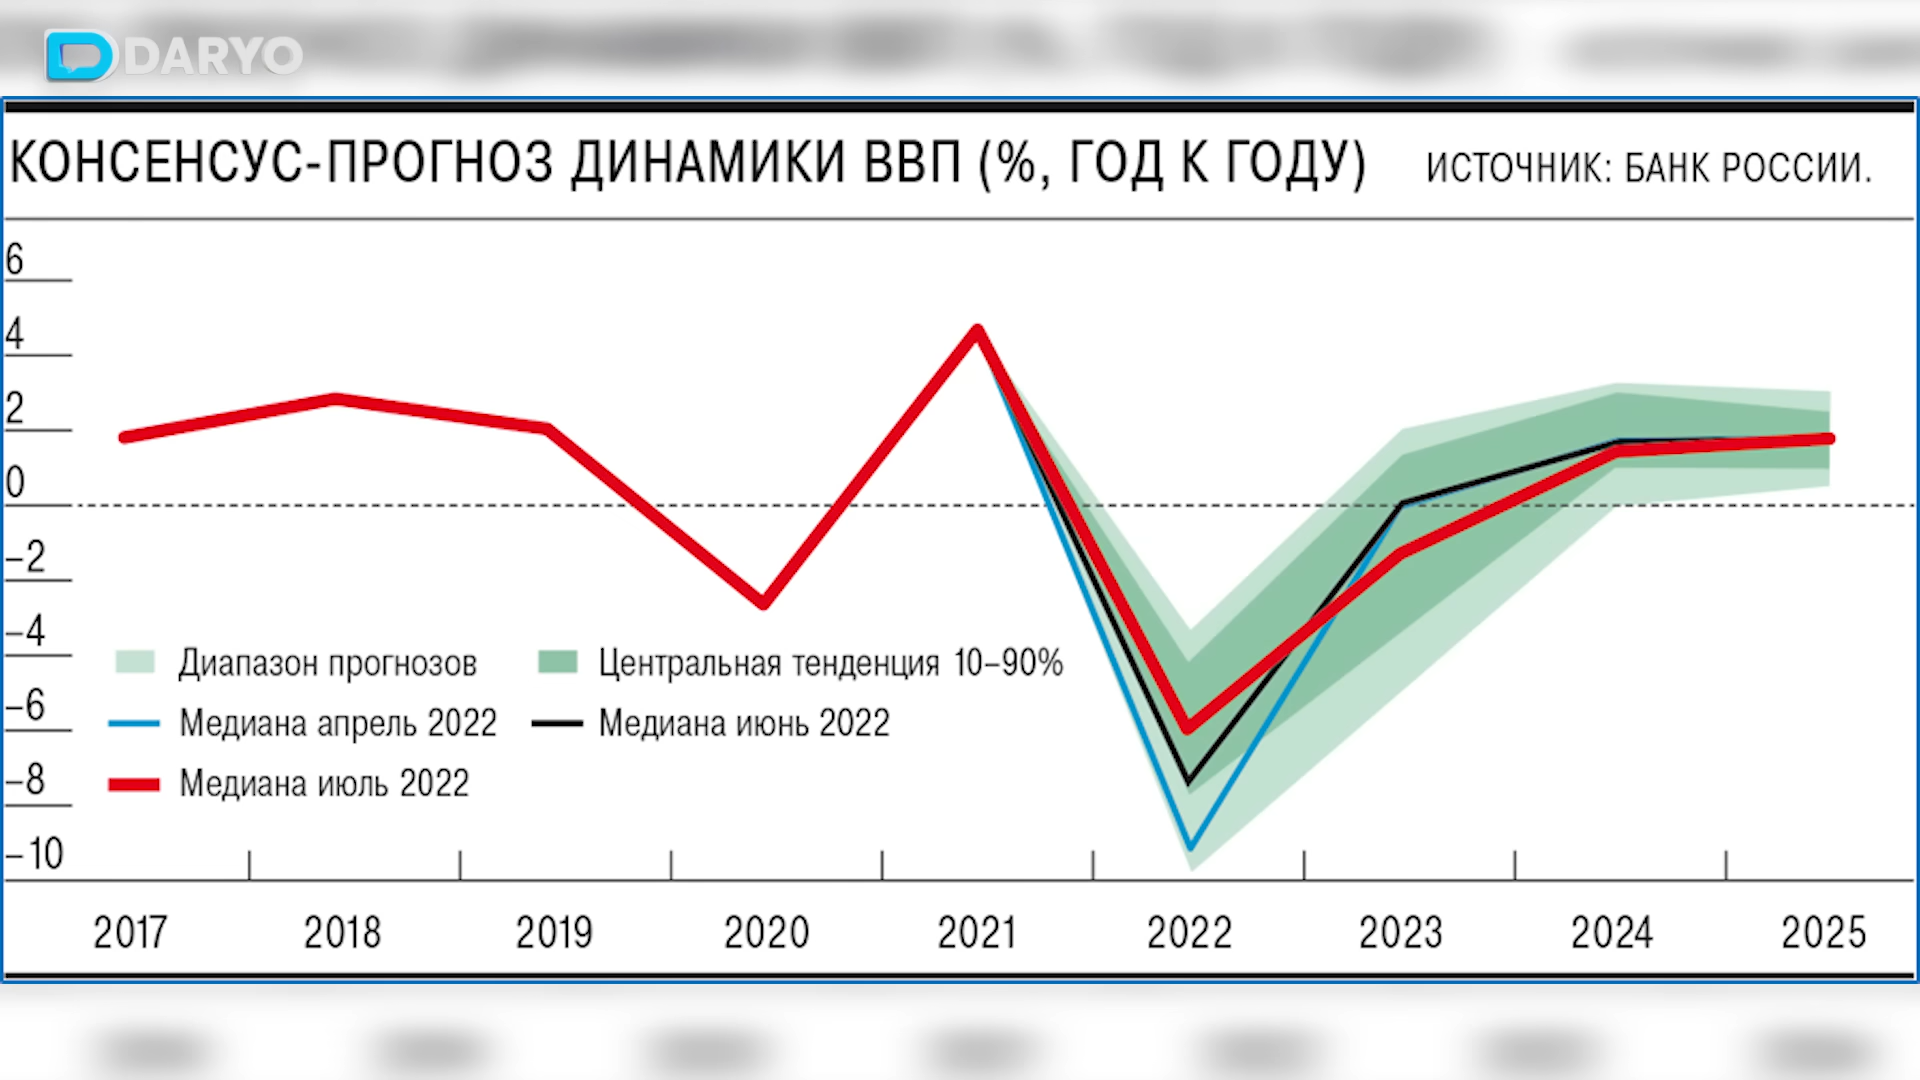 DARYO
КОНСЕНСУС-ПРОГНОЗ ДИНАМИКИ ВВП (%, ГОД К ГОДУ) ИСТОЧНИК: БАНК РОССИИ.
6
4
2
0
–2
–4
–6
–8
–10
Диапазон прогнозов Центральная тенденция 10–90%
Медиана апрель 2022 Медиана июнь 2022
Медиана июль 2022
2017 2018 2019 2020 2021 2022 2023 2024 2025